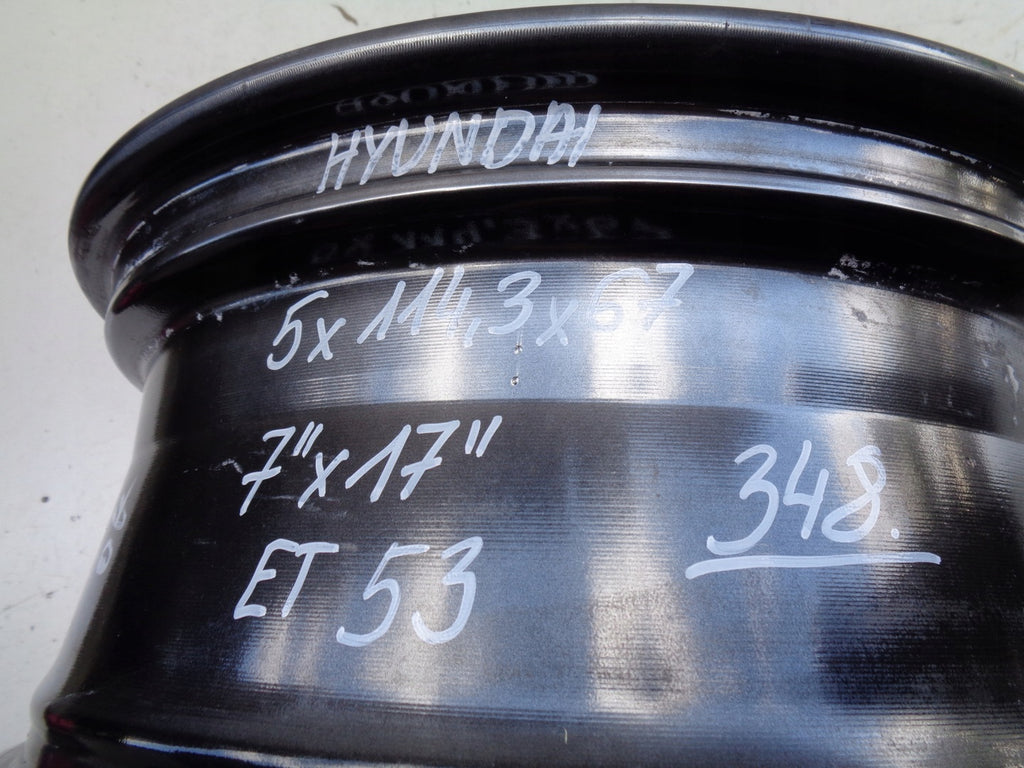 HYUNDAI
5x114,3x67
7"x17"
348.
ET 53